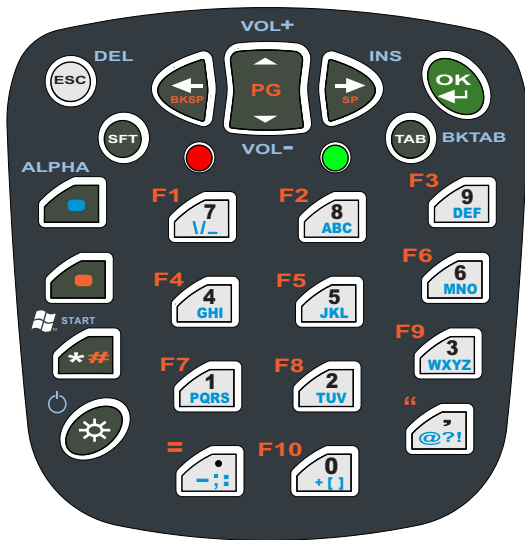 VOL+
DEL
INS
ESC
BKSP
PG
SP
OK
SFT
TAB
BKTAB
VOL-
ALPHA
F1
7
\/_
F2
8
ABC
F3
9
DEF
F4
4
GHI
F5
5
JKL
F6
6
MNO
START
*#
F7
1
PQRS
F8
2
TUV
F9
3
WXYZ
“
,
@?!
=
.
-;:
F10
0
+[]